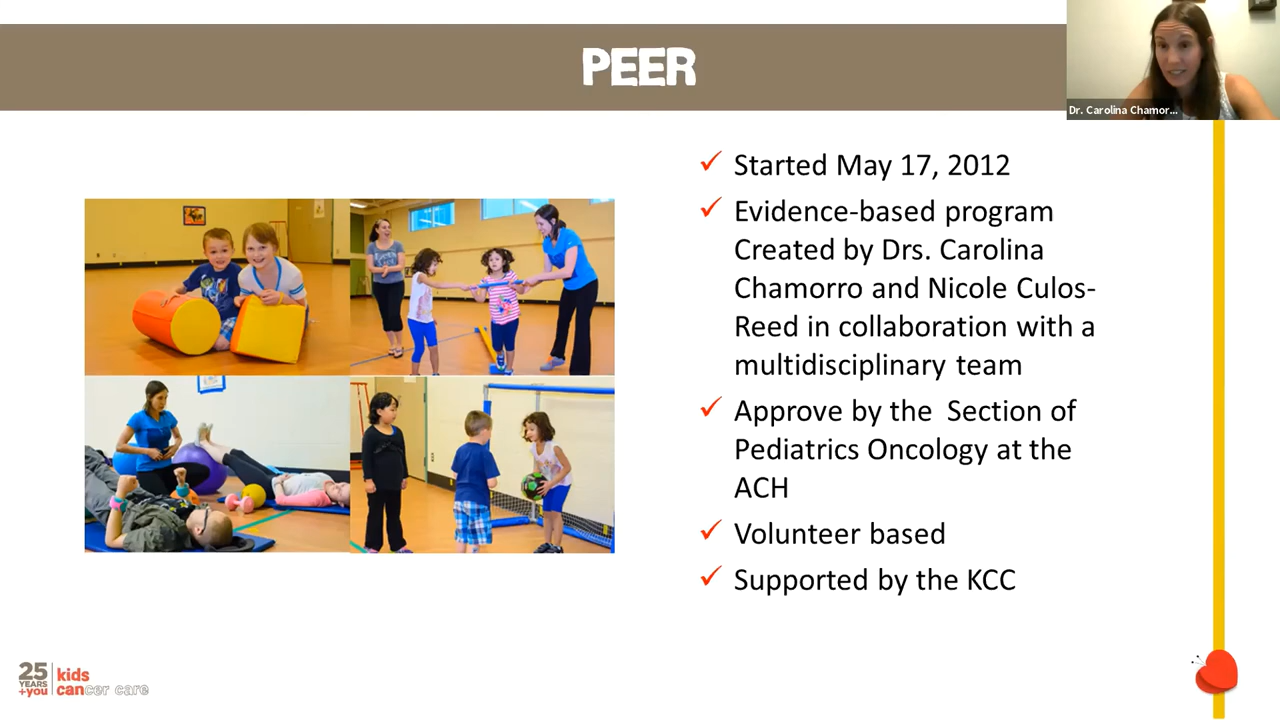 PEER
Dr. Carolina Chamor...
✓ Started May 17, 2012
✓ Evidence-based program
Created by Drs. Carolina
Chamorro and Nicole Culos-
Reed in collaboration with a
multidisciplinary team
✓ Approve by the Section of
Pediatrics Oncology at the
ACH
✓ Volunteer based
✓ Supported by the KCC
25
YEARS
+you
kids
cancer care